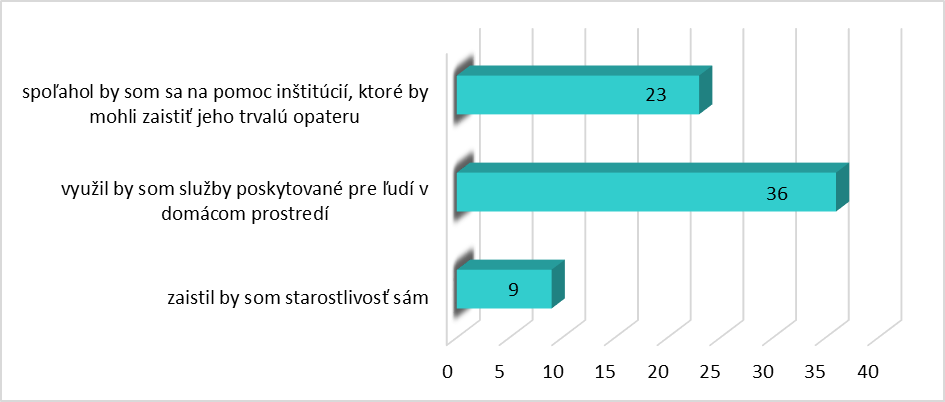 spoľahol by som sa na pomoc inštitúcií, ktoré by
mohli zaistiť jeho trvalú opateru
23
využil by som služby poskytované pre ľudí v
domácom prostredí
36
zaistil by som starostlivosť sám
9
0 5 10 15 20 25 30 35 40